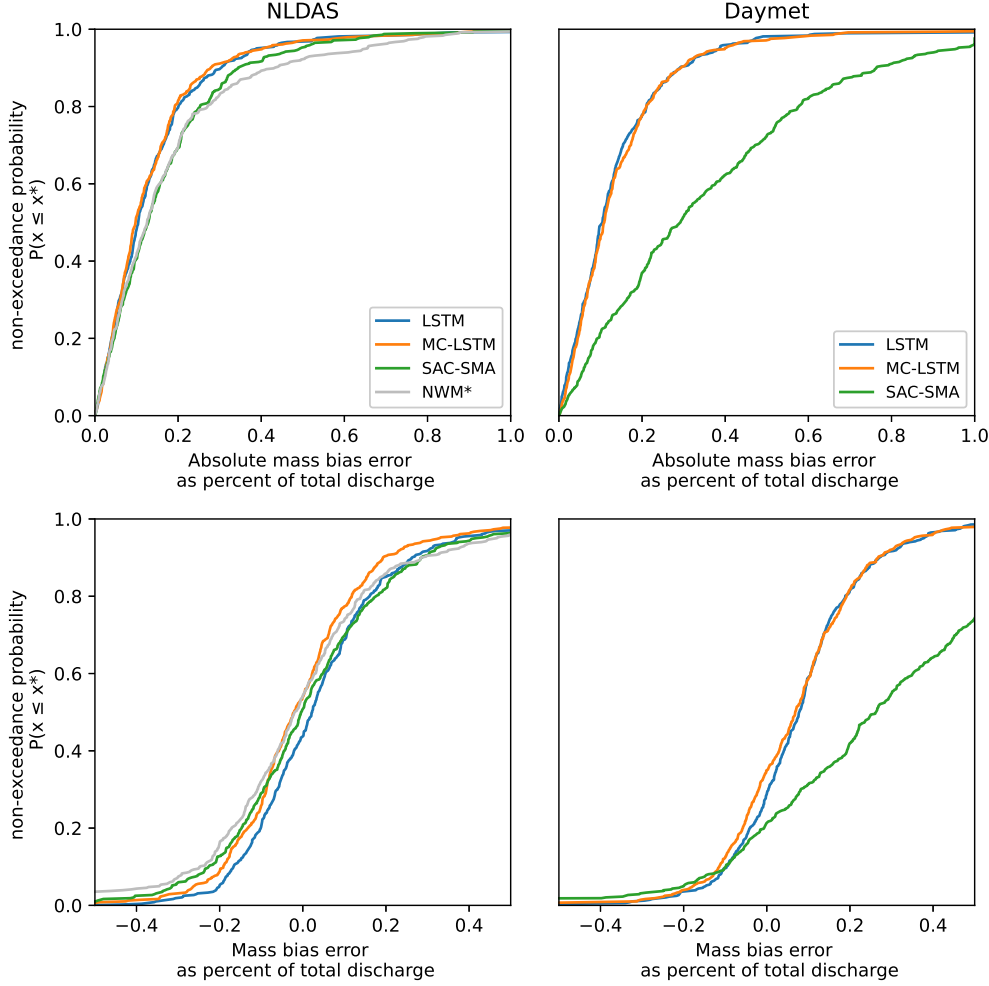 NLDAS
Daymet
1.0
0.8
0.6
0.4
0.2
0.0
non-exceedance probability
P(x ≤ x*)
LSTM
MC-LSTM
SAC-SMA
NWM*
0.0 0.2 0.4 0.6 0.8 1.0
Absolute mass bias error
as percent of total discharge
LSTM
MC-LSTM
SAC-SMA
0.0 0.2 0.4 0.6 0.8 1.0
Absolute mass bias error
as percent of total discharge
1.0
0.8
0.6
0.4
0.2
0.0
non-exceedance probability
P(x ≤ x*)
−0.4 −0.2 0.0 0.2 0.4
Mass bias error
as percent of total discharge
−0.4 −0.2 0.0 0.2 0.4
Mass bias error
as percent of total discharge